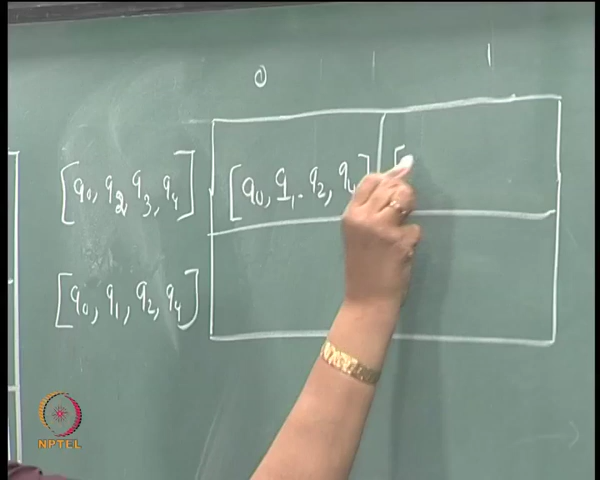 0 1
[q0, q2, q3, q4] [q0, q1, q2, q4] [
[q0, q1, q2, q4]
NPTEL